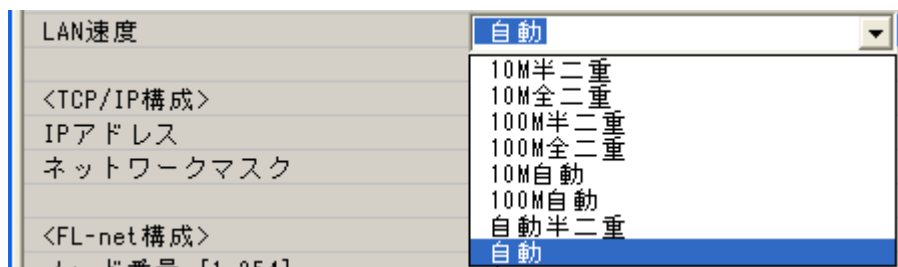 LAN速度
自動
10M半二重
10M全二重
100M半二重
100M全二重
10M自動
100M自動
自動半二重
自動
<TCP/IP構成>
IPアドレス
ネットワークマスク
<FL-net構成>